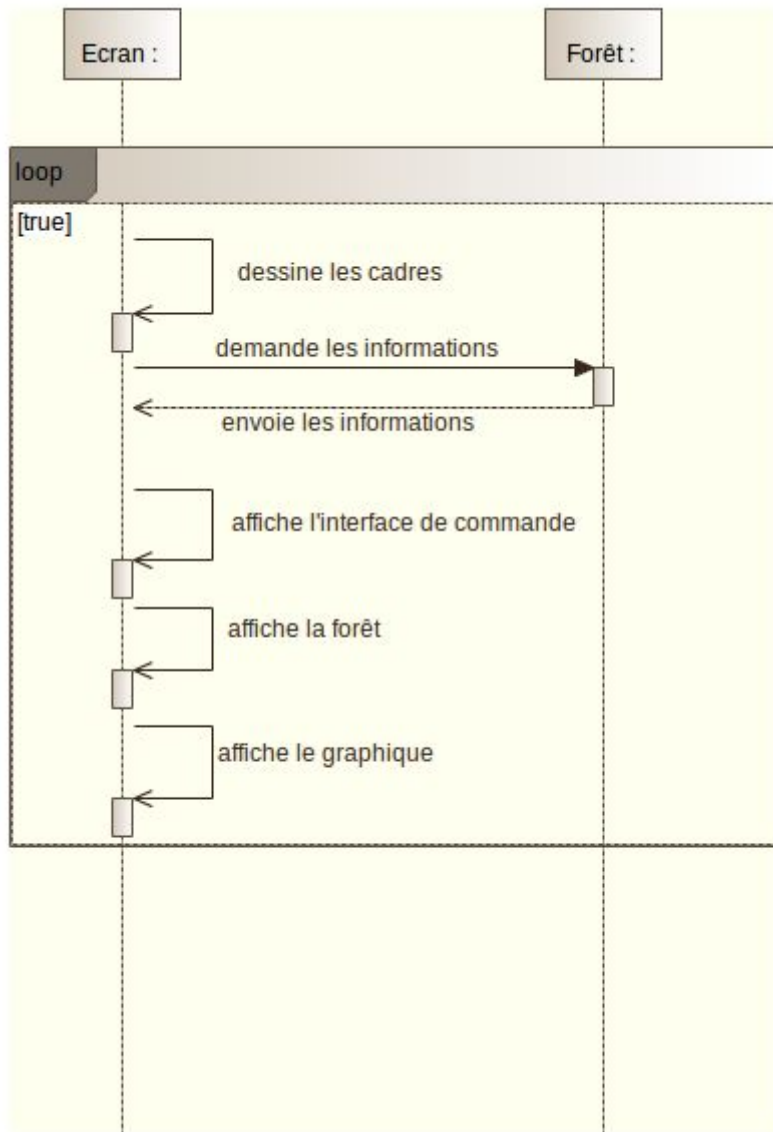 Ecran :
Forêt :
loop
[true]
dessine les cadres
demande les informations
envoie les informations
affiche l'interface de commande
affiche la forêt
affiche le graphique